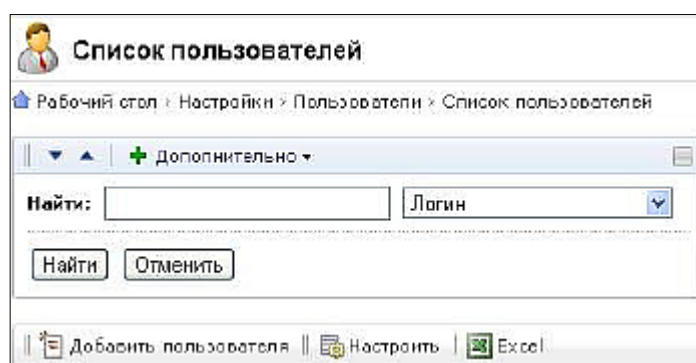 Список пользователей
Рабочий стол › Настройки › Пользователи › Список пользователей
Дополнительно
Найти: Логин
Найти Отменить
Добавить пользователя Настроить Excel